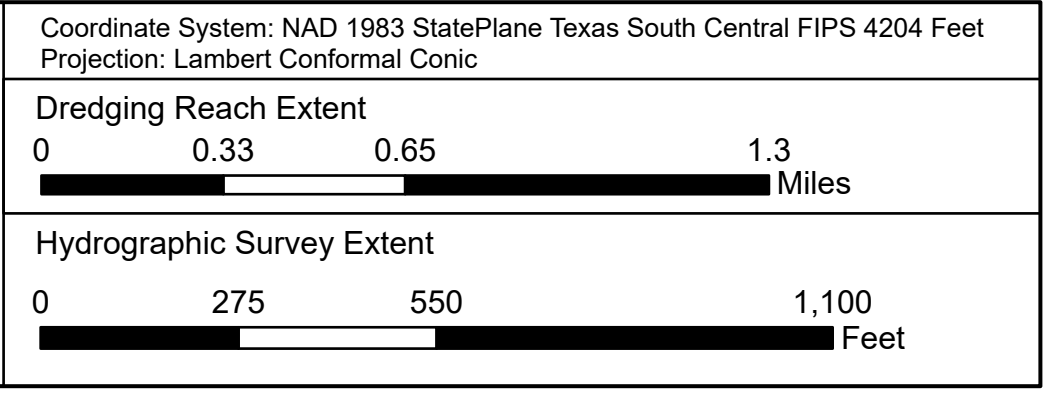 Coordinate System: NAD 1983 StatePlane Texas South Central FIPS 4204 Feet
Projection: Lambert Conformal Conic
Dredging Reach Extent
0 0.33 0.65 1.3
Miles
Hydrographic Survey Extent
0 275 550 1,100
Feet